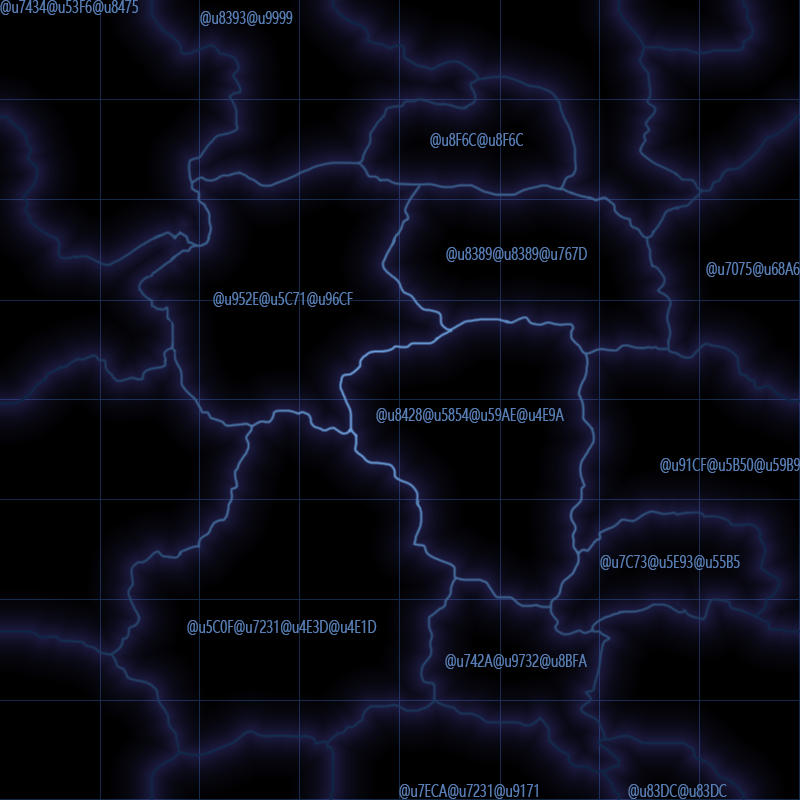 @u7434@u53F6@u8475
@u8393@u9999
@u8F6C@u8F6C
@u8389@u8389@u767D
@u7075@u68A6
@u952E@u5C71@u96CF
@u8428@u5854@u59AE@u4E9A
@u91CF@u5B50@u59B9
@u7C73@u5E93@u55B5
@u5C0F@u7231@u4E3D@u4E1D
@u742A@u9732@u8BFA
@u7ECA@u7231@u9171
@u83DC@u83DC